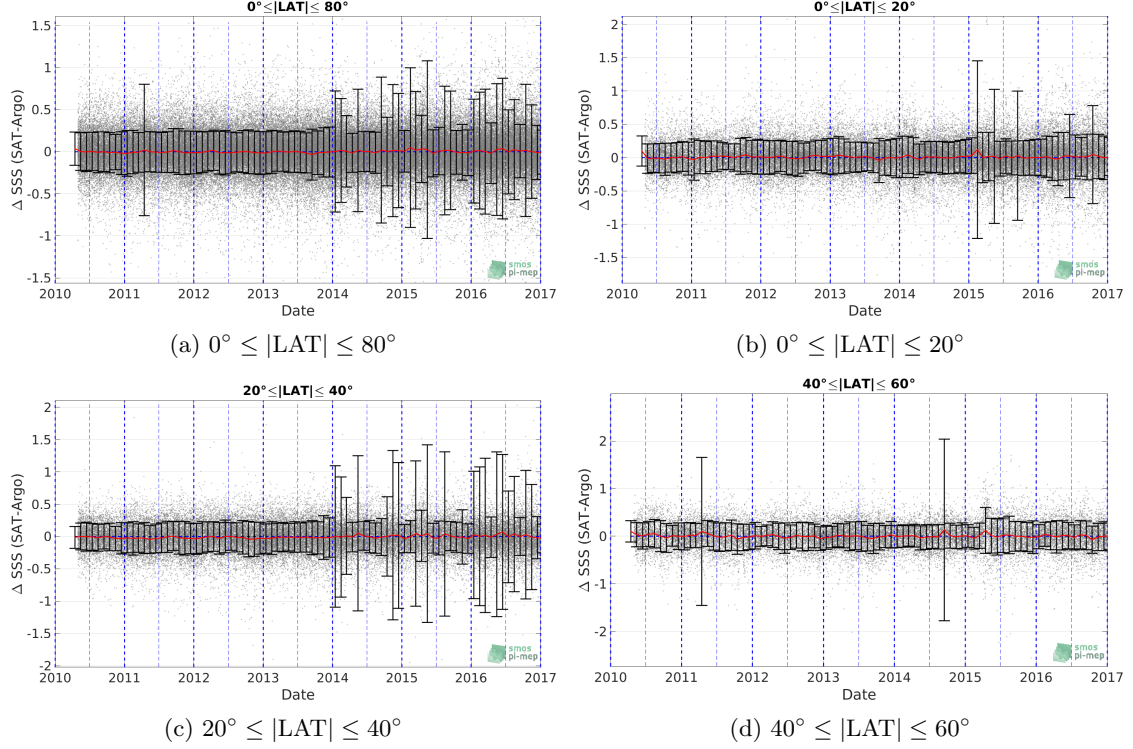 0°≤|LAT|≤ 80°
Δ SSS (SAT-Argo)
1.5
1
0.5
0
-0.5
-1
-1.5
2010 2011 2012 2013 2014 2015 2016 2017
Date
smos
pi-mep
(a) 0° ≤ |LAT| ≤ 80°
0°≤|LAT|≤ 20°
Δ SSS (SAT-Argo)
2
1.5
1
0.5
0
-0.5
-1
-1.5
2010 2011 2012 2013 2014 2015 2016 2017
Date
smos
pi-mep
(b) 0° ≤ |LAT| ≤ 20°
20°≤|LAT|≤ 40°
Δ SSS (SAT-Argo)
2
1.5
1
0.5
0
-0.5
-1
-1.5
-2
2010 2011 2012 2013 2014 2015 2016 2017
Date
smos
pi-mep
(c) 20° ≤ |LAT| ≤ 40°
40°≤|LAT|≤ 60°
Δ SSS (SAT-Argo)
2
1
0
-1
-2
2010 2011 2012 2013 2014 2015 2016 2017
Date
smos
pi-mep
(d) 40° ≤ |LAT| ≤ 60°